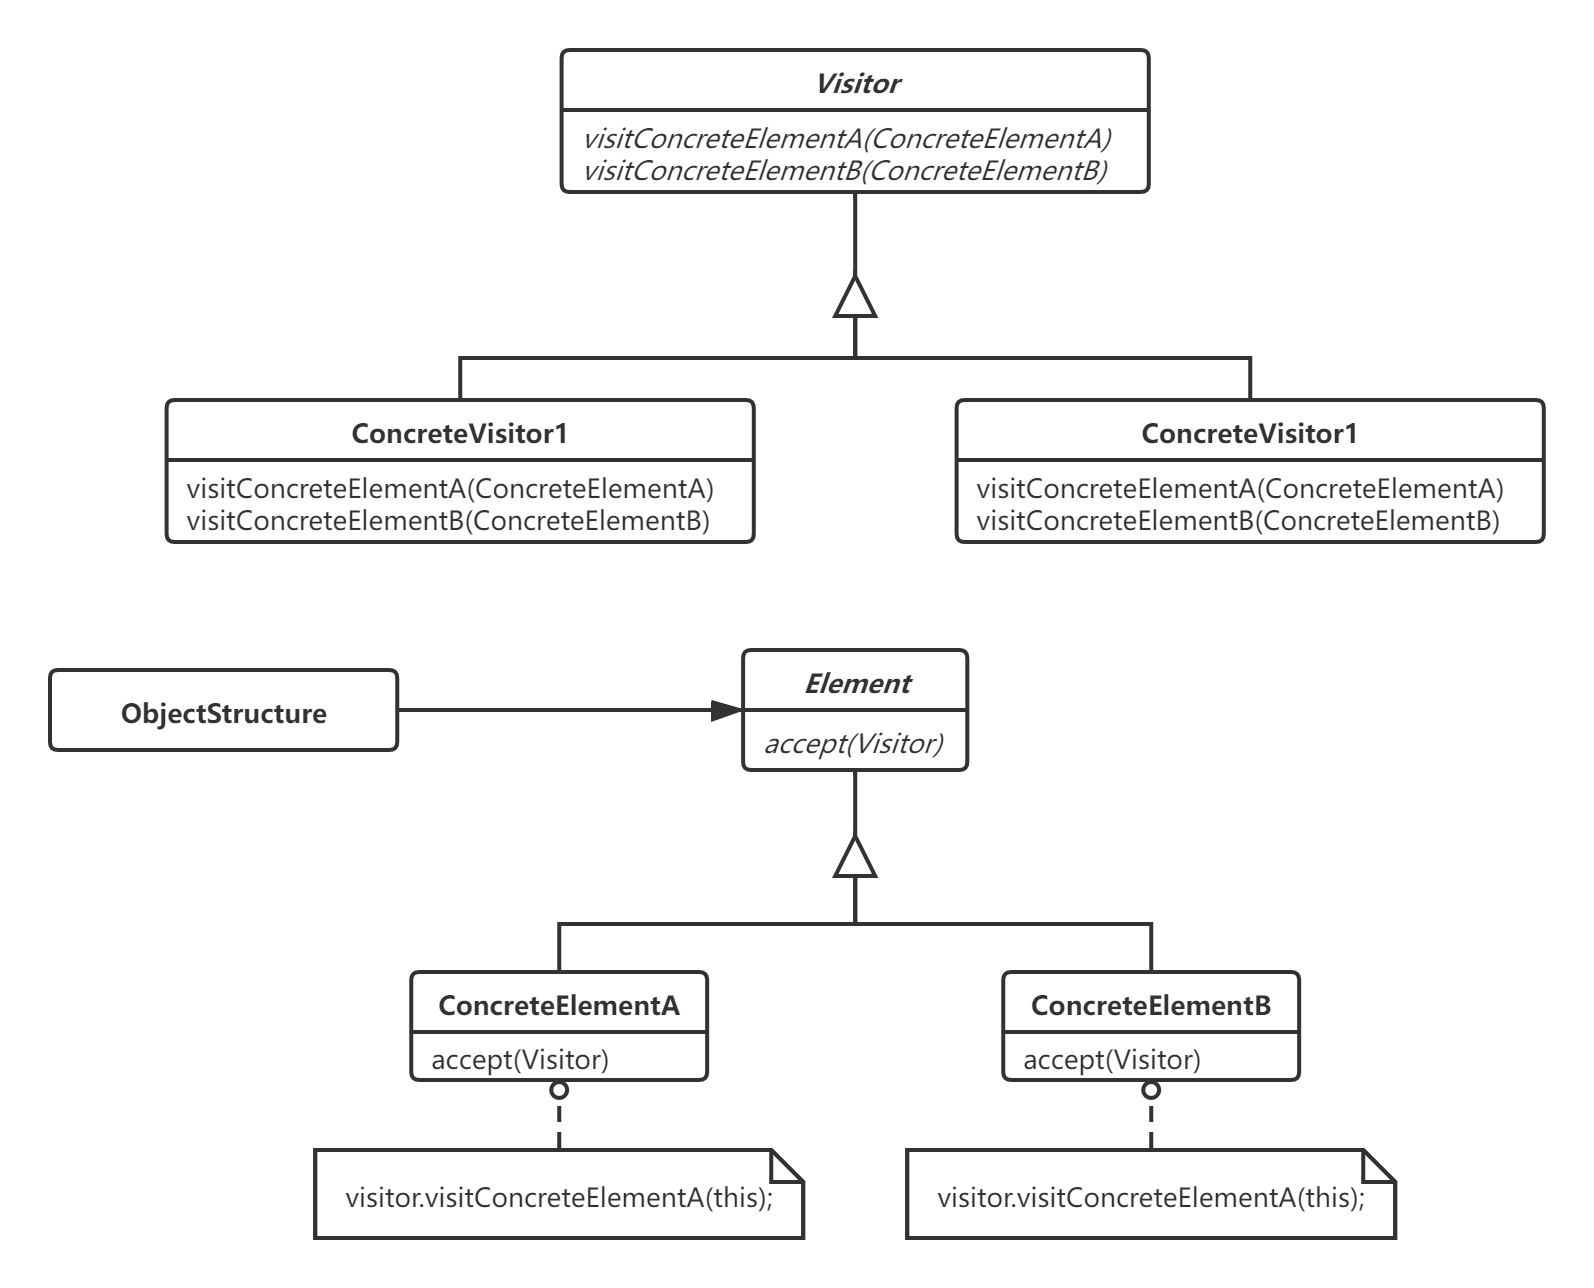 Visitor
visitConcreteElementA(ConcreteElementA)
visitConcreteElementB(ConcreteElementB)
ConcreteVisitor1
visitConcreteElementA(ConcreteElementA)
visitConcreteElementB(ConcreteElementB)
ConcreteVisitor1
visitConcreteElementA(ConcreteElementA)
visitConcreteElementB(ConcreteElementB)
ObjectStructure
Element
accept(Visitor)
ConcreteElementA
accept(Visitor)
ConcreteElementB
accept(Visitor)
visitor.visitConcreteElementA(this);
visitor.visitConcreteElementA(this);